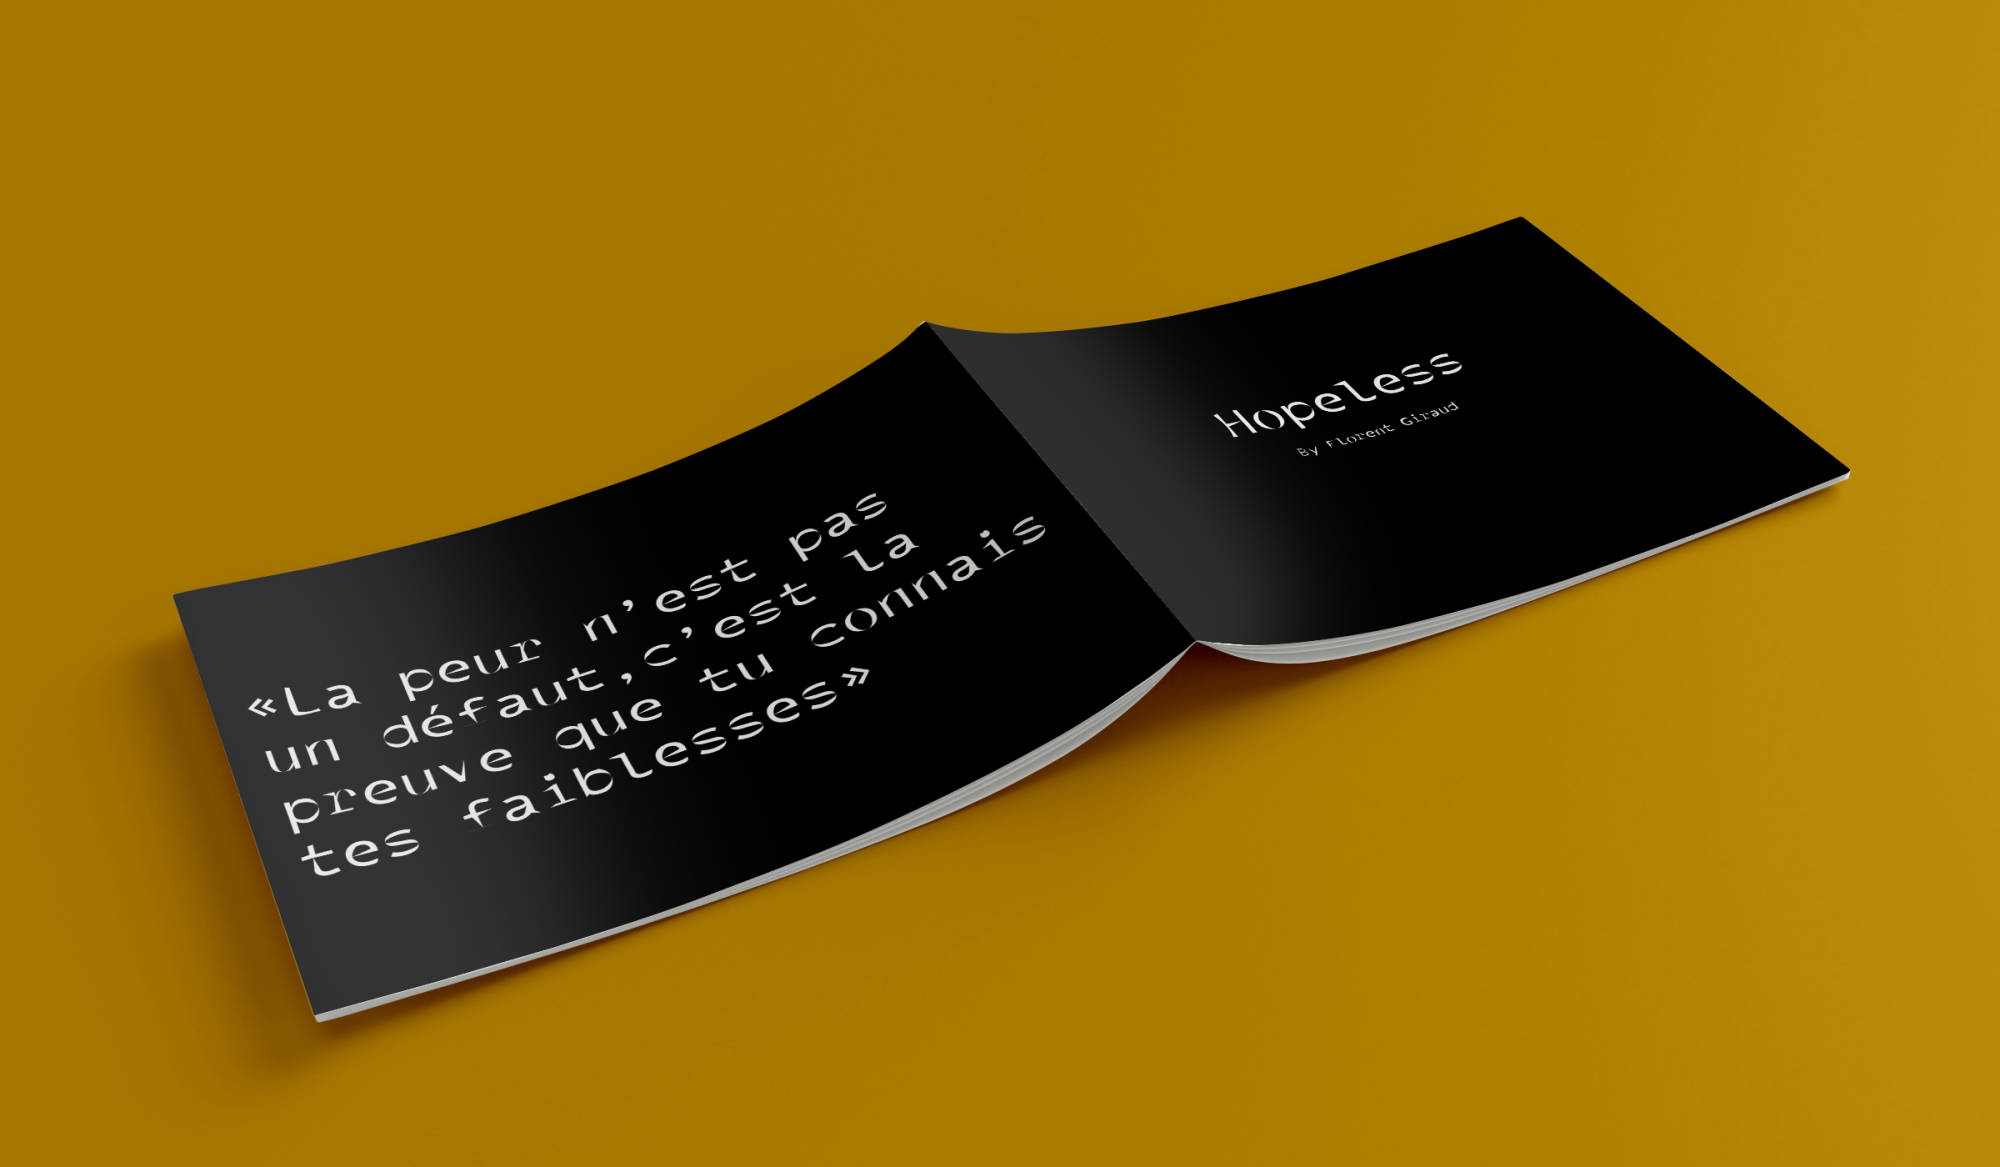 «La peur n'est pas
un défaut,c'est la
preuve que tu connais
tes faiblesses»
Hopeless
By Florent Giraud